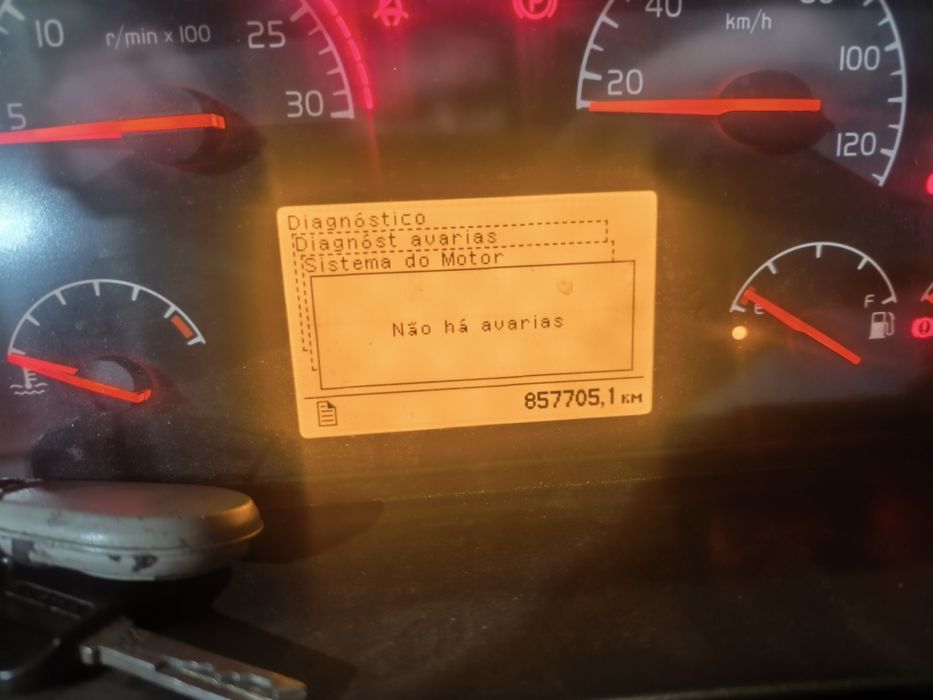 40
10
r/min x 100
25
km/h
20
100
5
30
120
Diagnóstico
Diagnóst avarias
Sistema do Motor
Não há avarias
E
F
857705,1 KM
P